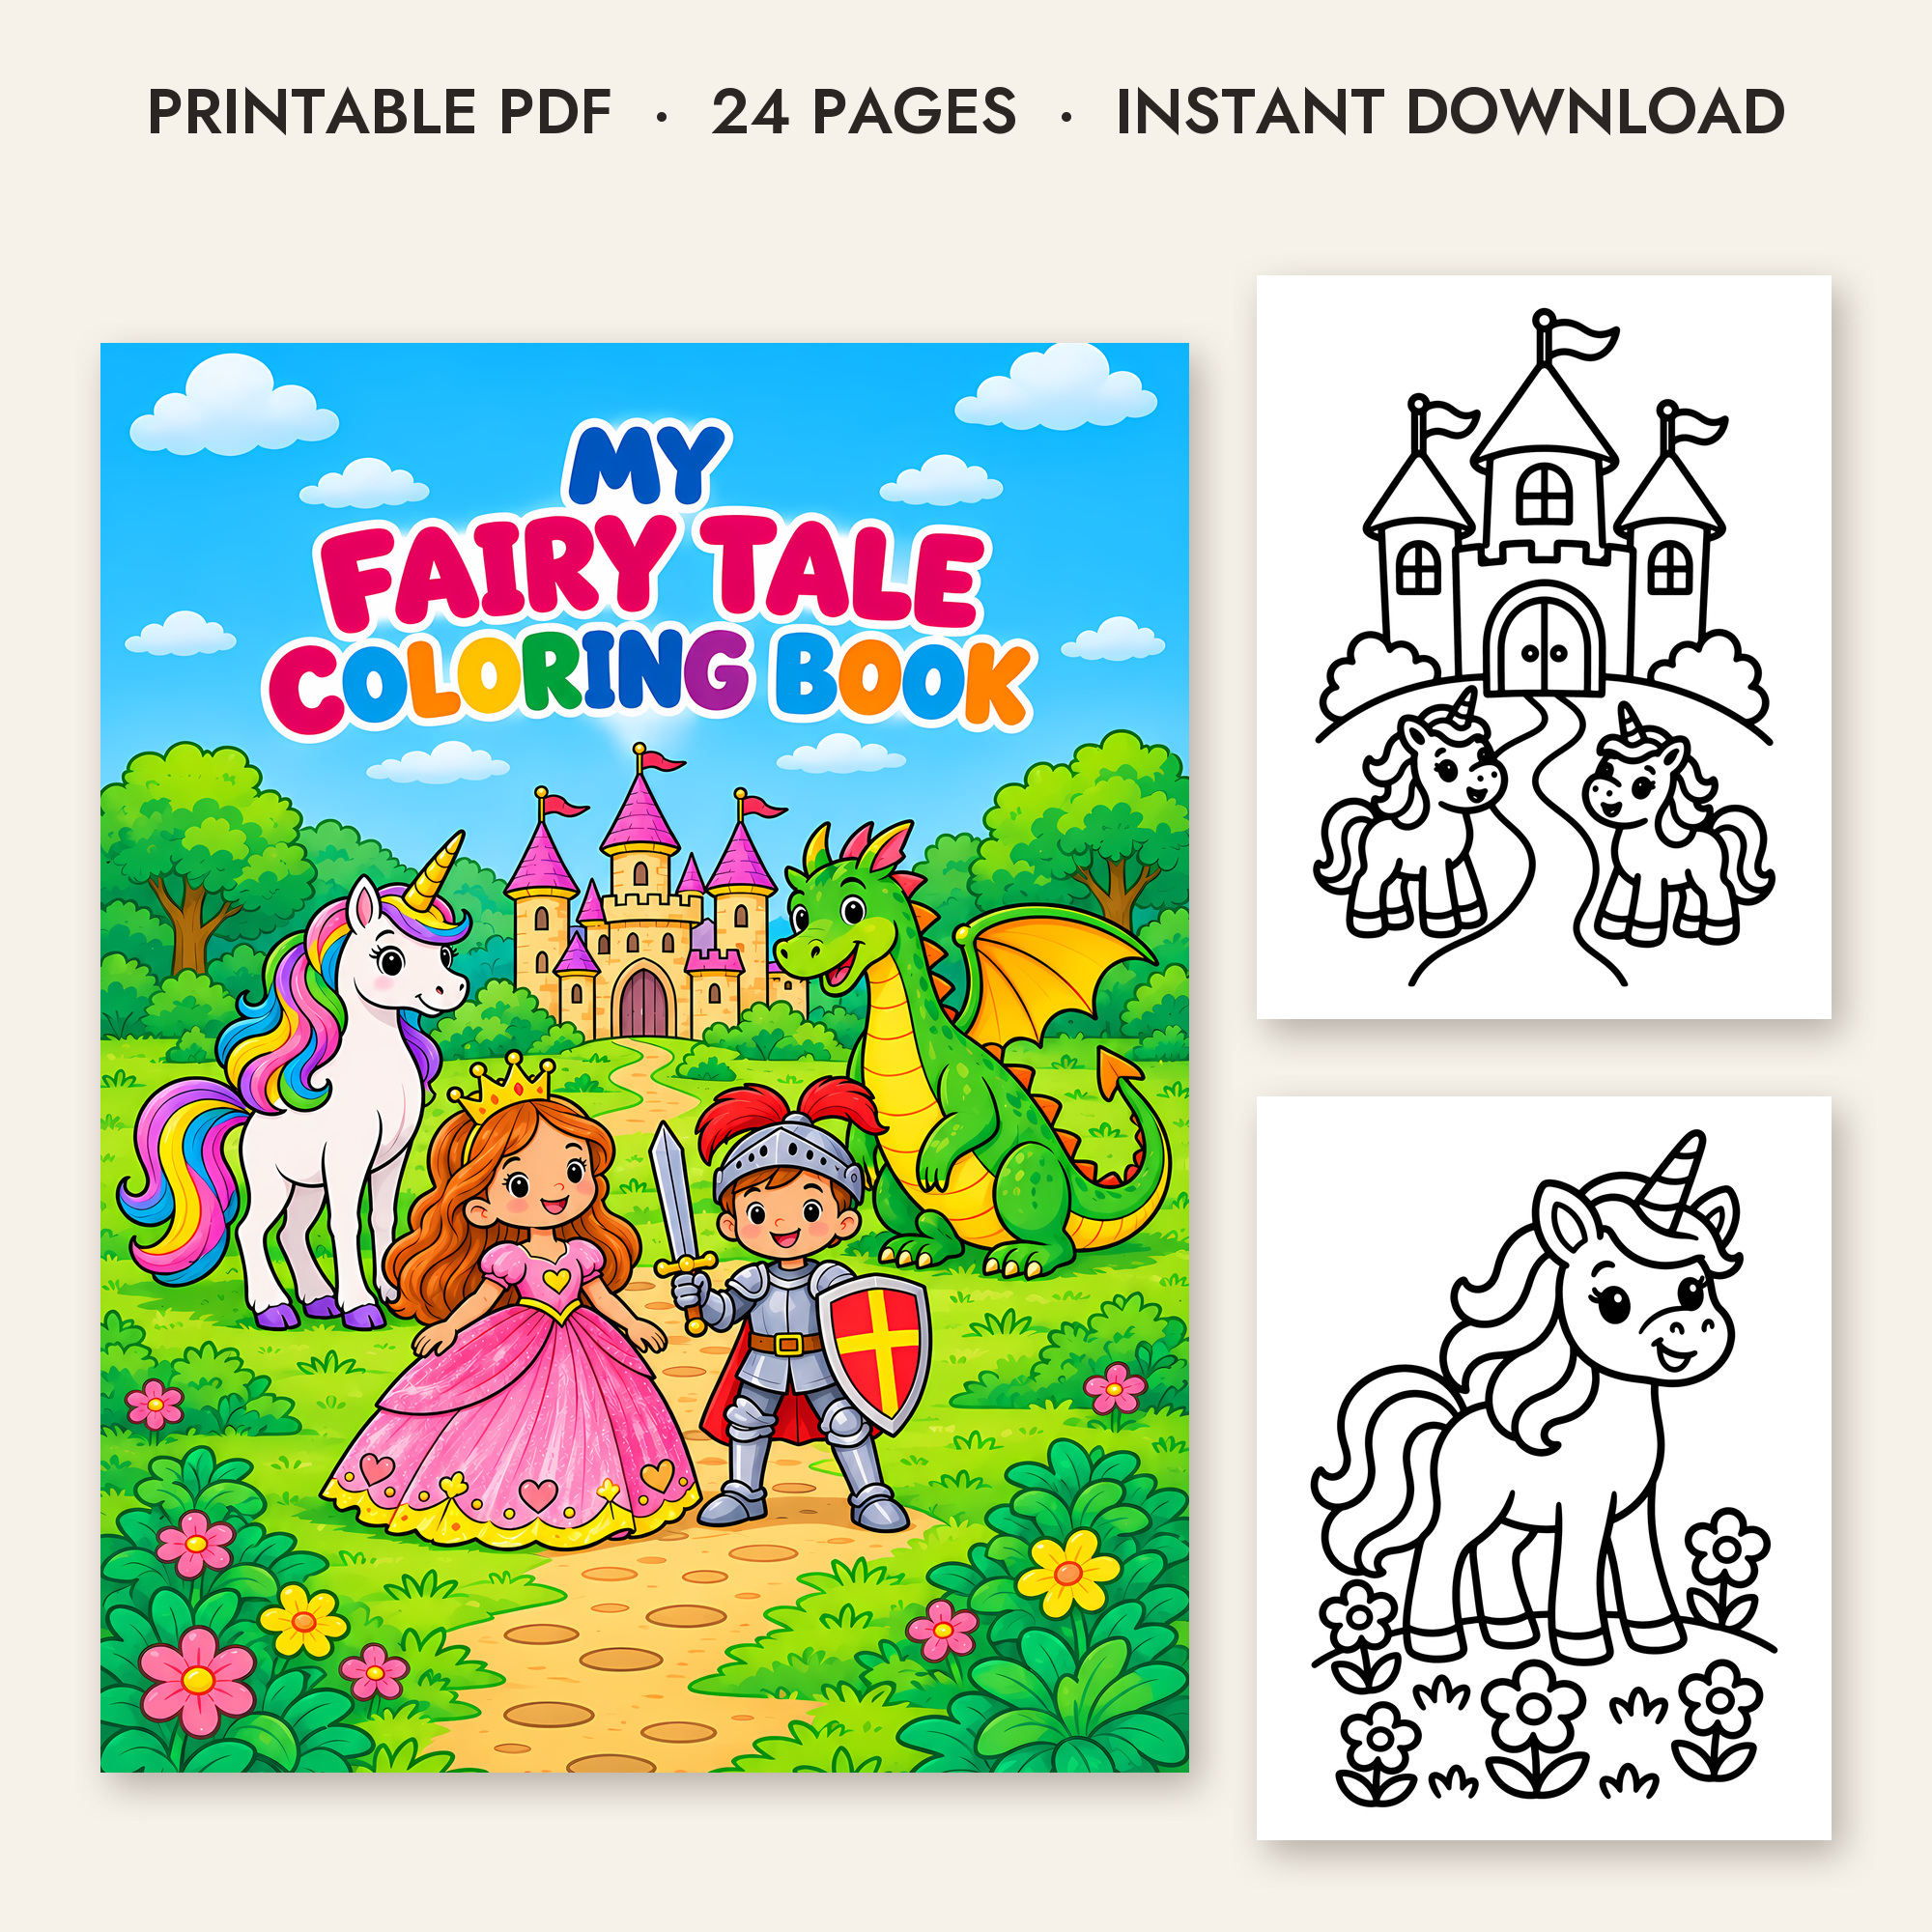 PRINTABLE PDF · 24 PAGES · INSTANT DOWNLOAD
MY
FAIRY TALE
COLORING BOOK